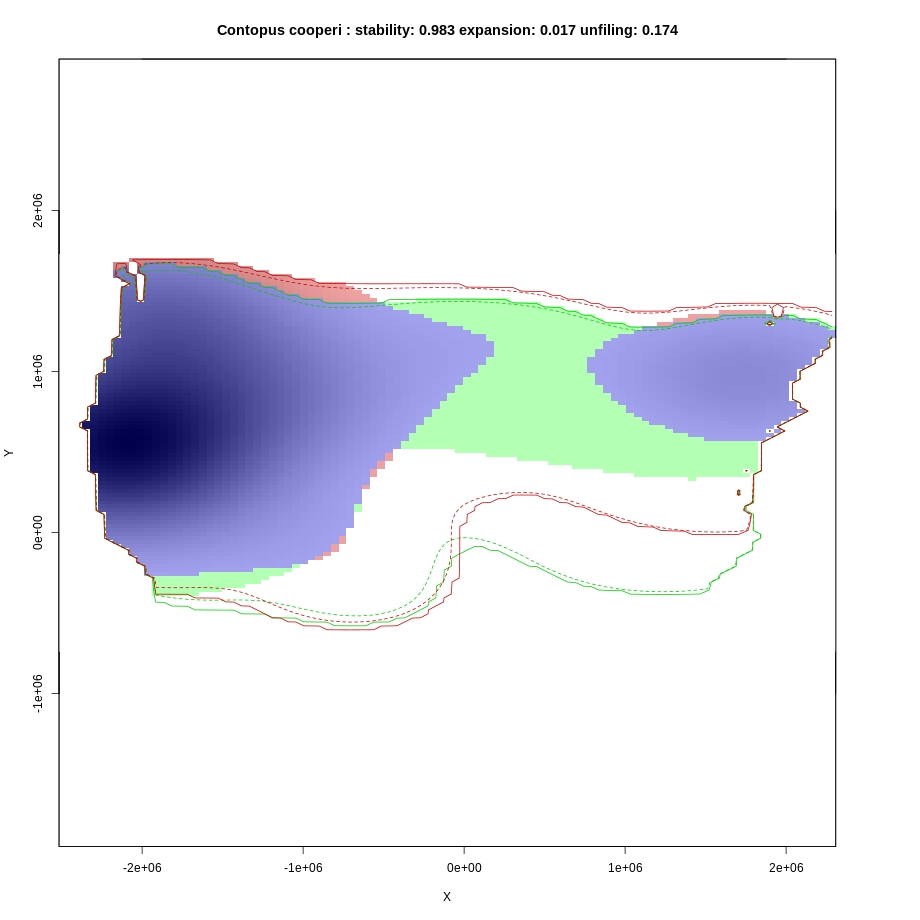 Contopus cooperi : stability: 0.983 expansion: 0.017 unfiling: 0.174
2e+06
1e+06
0e+00
-1e+06
Y
-2e+06 -1e+06 0e+00 1e+06 2e+06
X